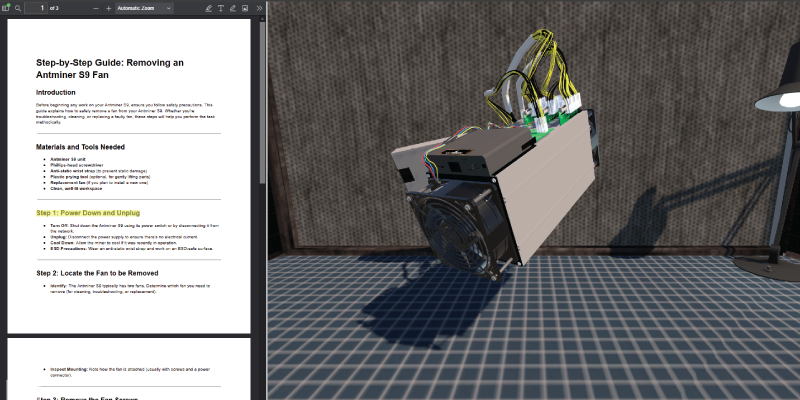 1 of 3
Automatic Zoom
Step-by-Step Guide: Removing an
Antminer S9 Fan
Introduction
Before beginning any work on your Antminer S9, ensure you follow safety precautions. This
guide explains how to safely remove a fan from your Antminer S9. Whether you're
troubleshooting, cleaning, or replacing a faulty fan, these steps will help you perform the task
methodically.
Materials and Tools Needed
Antminer S9 unit
Phillips-head screwdriver
Anti-static wrist strap (to prevent static damage)
Plastic prying tool (optional, for gently lifting parts)
Replacement fan (if you plan to install a new one)
Clean, well-lit workspace
Step 1: Power Down and Unplug
Turn Off: Shut down the Antminer S9 using its power switch or by disconnecting it from
the network.
Unplug: Disconnect the power supply to ensure there's no electrical current.
Cool Down: Allow the miner to cool if it was recently in operation.
ESD Precautions: Wear an anti-static wrist strap and work on an ESD-safe surface.
Step 2: Locate the Fan to be Removed
Identify: The Antminer S9 typically has two fans. Determine which fan you need to
remove (for cleaning, troubleshooting, or replacement).
Inspect Mounting: Note how the fan is attached (usually with screws and a power
connector).
Step 3: Remove the Fan Screws